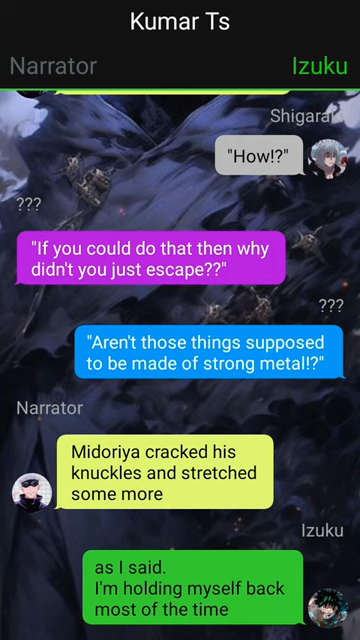 Kumar Ts
Narrator
Izuku
Shigarak
"How!?"
???
"If you could do that then why
didn't you just escape??"
???
"Aren't those things supposed
to be made of strong metal!?"
Narrator
Midoriya cracked his
knuckles and stretched
some more
Izuku
as I said.
I'm holding myself back
most of the time